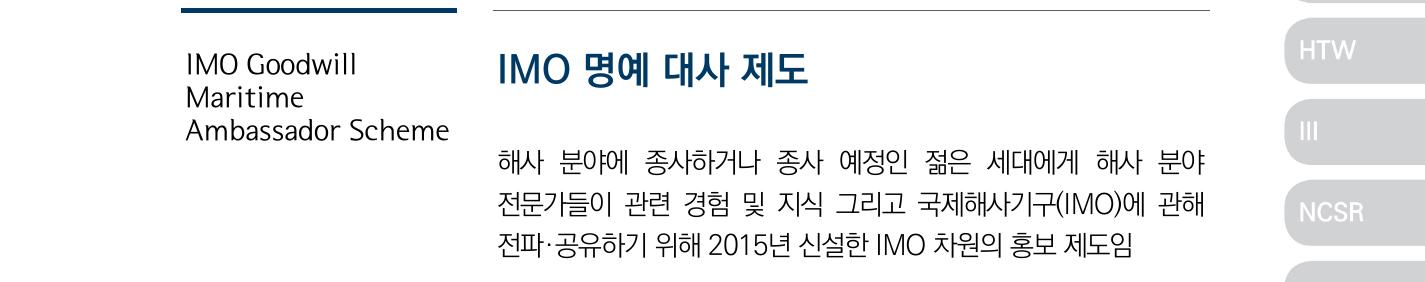 IMO Goodwill
Maritime
Ambassador Scheme
IMO 명예 대사 제도
해사 분야에 종사하거나 종사 예정인 젊은 세대에게 해사 분야
전문가들이 관련 경험 및 지식 그리고 국제해사기구(IMO)에 관해
전파·공유하기 위해 2015년 신설한 IMO 차원의 홍보 제도임
HTW
III
NCSR